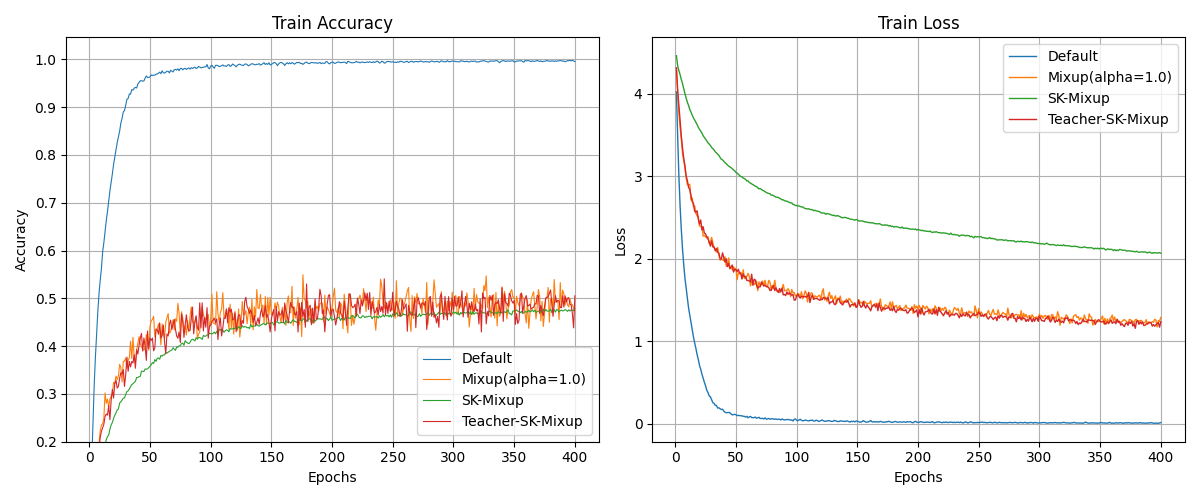 Train Accuracy
Accuracy
1.0
0.9
0.8
0.7
0.6
0.5
0.4
0.3
0.2
0 50 100 150 200 250 300 350 400
Epochs
Default
Mixup(alpha=1.0)
SK-Mixup
Teacher-SK-Mixup
Train Loss
Loss
4
3
2
1
0
0 50 100 150 200 250 300 350 400
Epochs
Default
Mixup(alpha=1.0)
SK-Mixup
Teacher-SK-Mixup